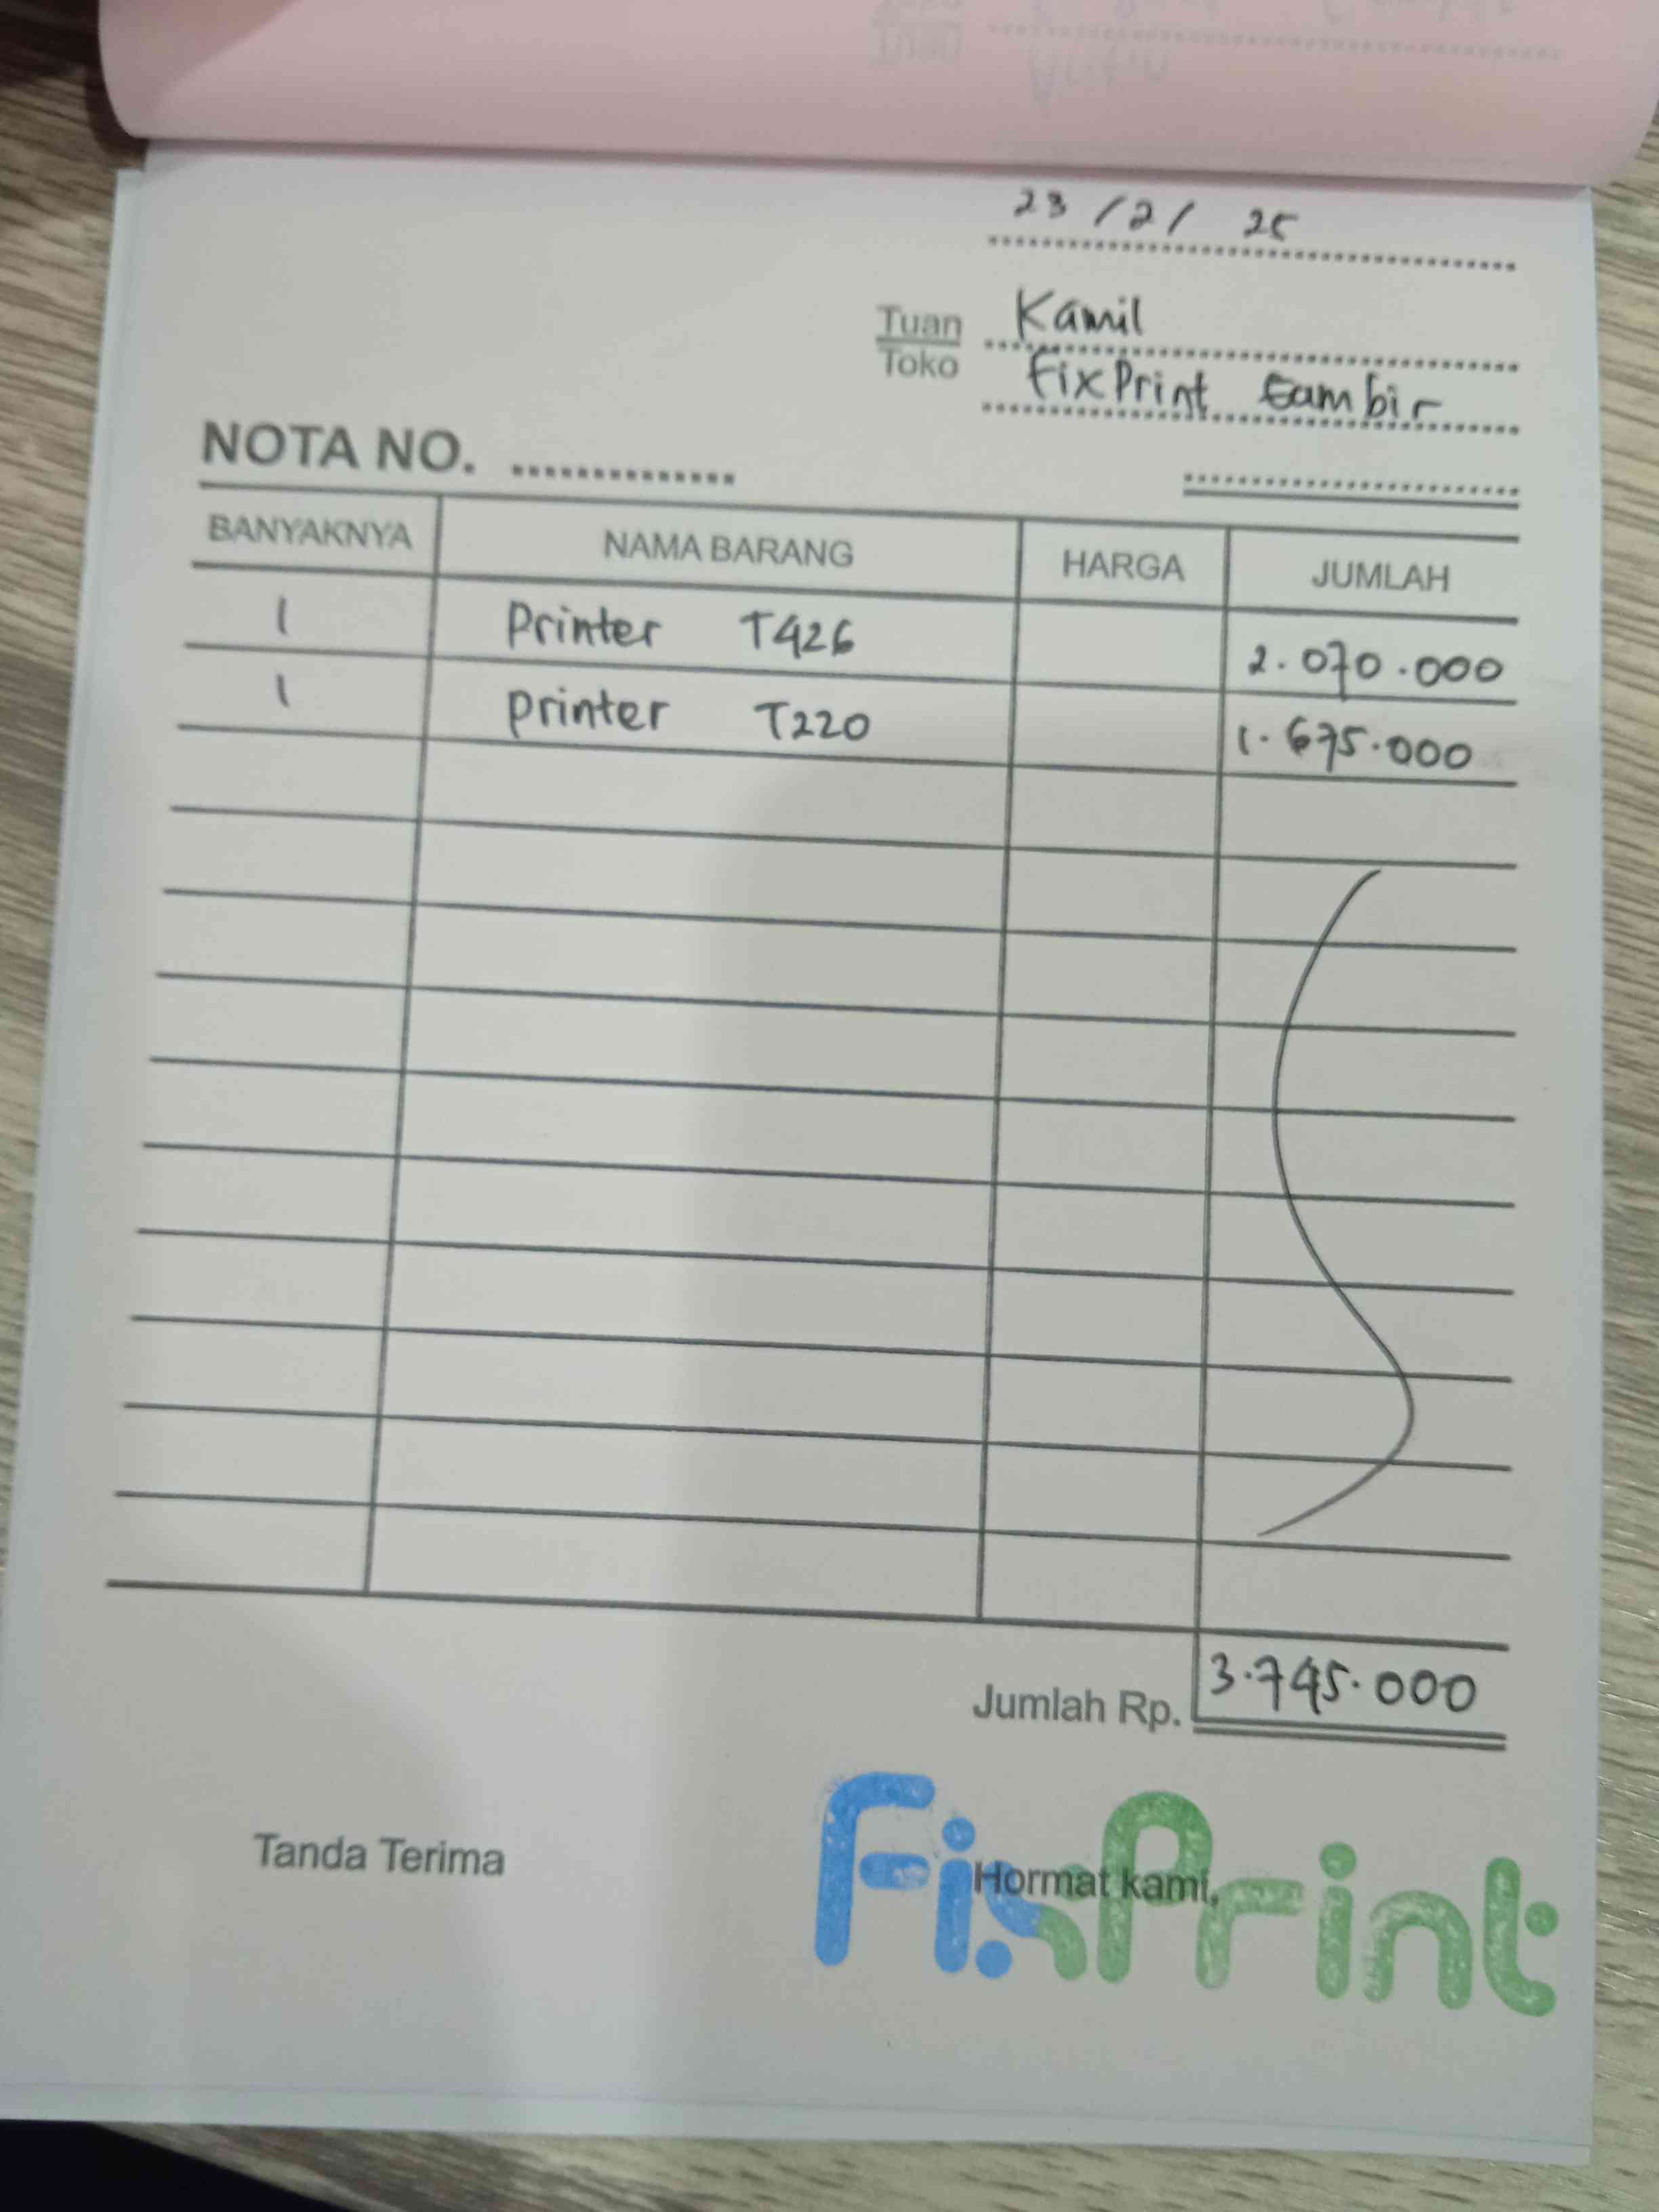 23/2/ 25
Tuan Kamil
Toko FixPrint Gambir
NOTA NO. ..............
BANYAKNYA NAMA BARANG HARGA JUMLAH
1 Printer T426 2.070.000
1 Printer T220 1.675.000
Jumlah Rp. 3.745.000
Tanda Terima Hormat kami,
FixPrint